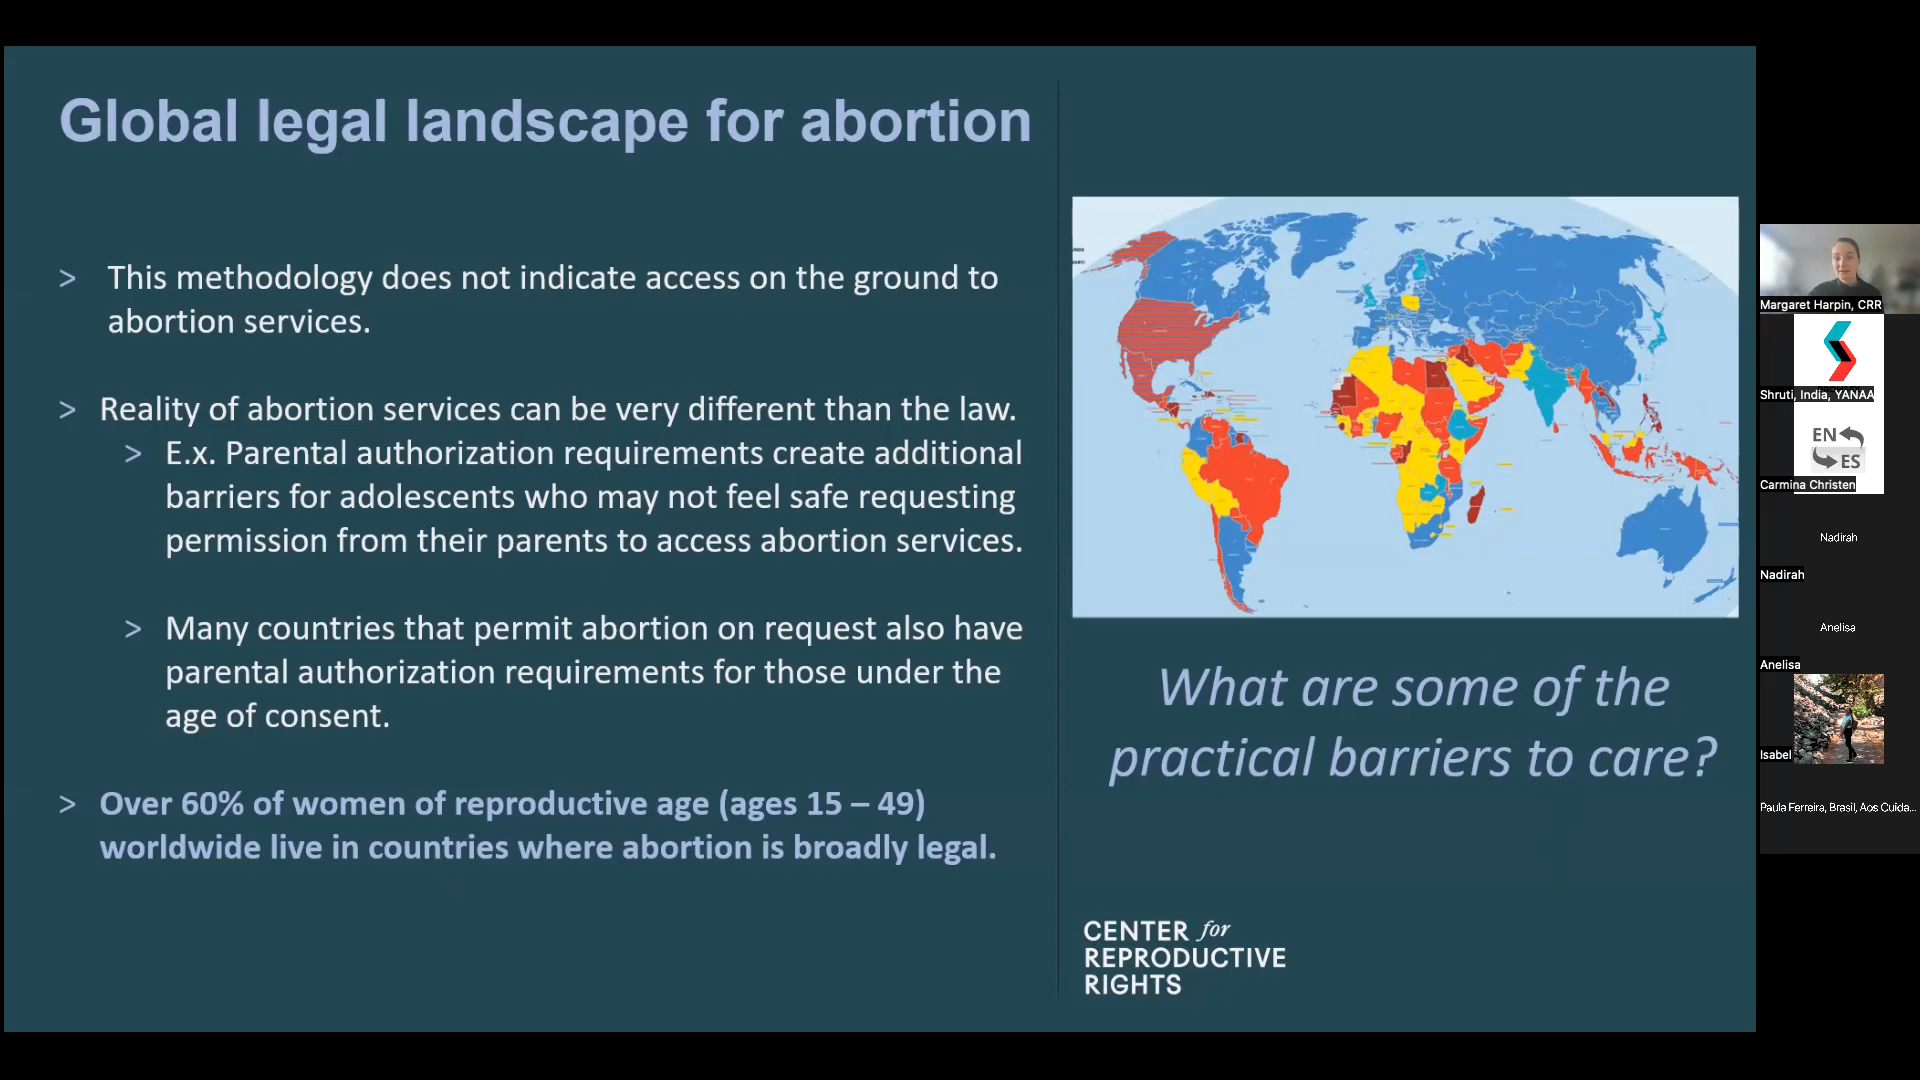 Global legal landscape for abortion
> This methodology does not indicate access on the ground to
abortion services.
> Reality of abortion services can be very different than the law.
> E.x. Parental authorization requirements create additional
barriers for adolescents who may not feel safe requesting
permission from their parents to access abortion services.
> Many countries that permit abortion on request also have
parental authorization requirements for those under the
age of consent.
> Over 60% of women of reproductive age (ages 15 – 49)
worldwide live in countries where abortion is broadly legal.
What are some of the
practical barriers to care?
CENTER for
REPRODUCTIVE
RIGHTS
Margaret Harpin, CRR
Shruti, India, YANAA
EN
ES
Carmina Christen
Nadirah
Nadirah
Anelisa
Anelisa
Isabel
Paula Ferreira, Brasil, Aos Cuida...